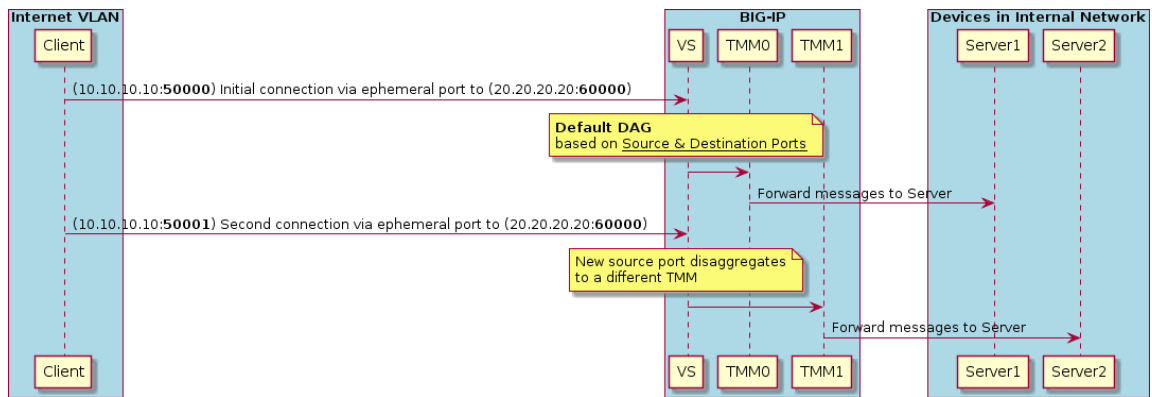 Internet VLAN
BIG-IP
Devices in Internal Network
Client
VS
TMM0
TMM1
Server1
Server2
(10.10.10.10:50000) Initial connection via ephemeral port to (20.20.20.20:60000)
Default DAG
based on Source & Destination Ports
Forward messages to Server
(10.10.10.10:50001) Second connection via ephemeral port to (20.20.20.20:60000)
New source port disaggregates
to a different TMM
Forward messages to Server
Client
VS
TMM0
TMM1
Server1
Server2